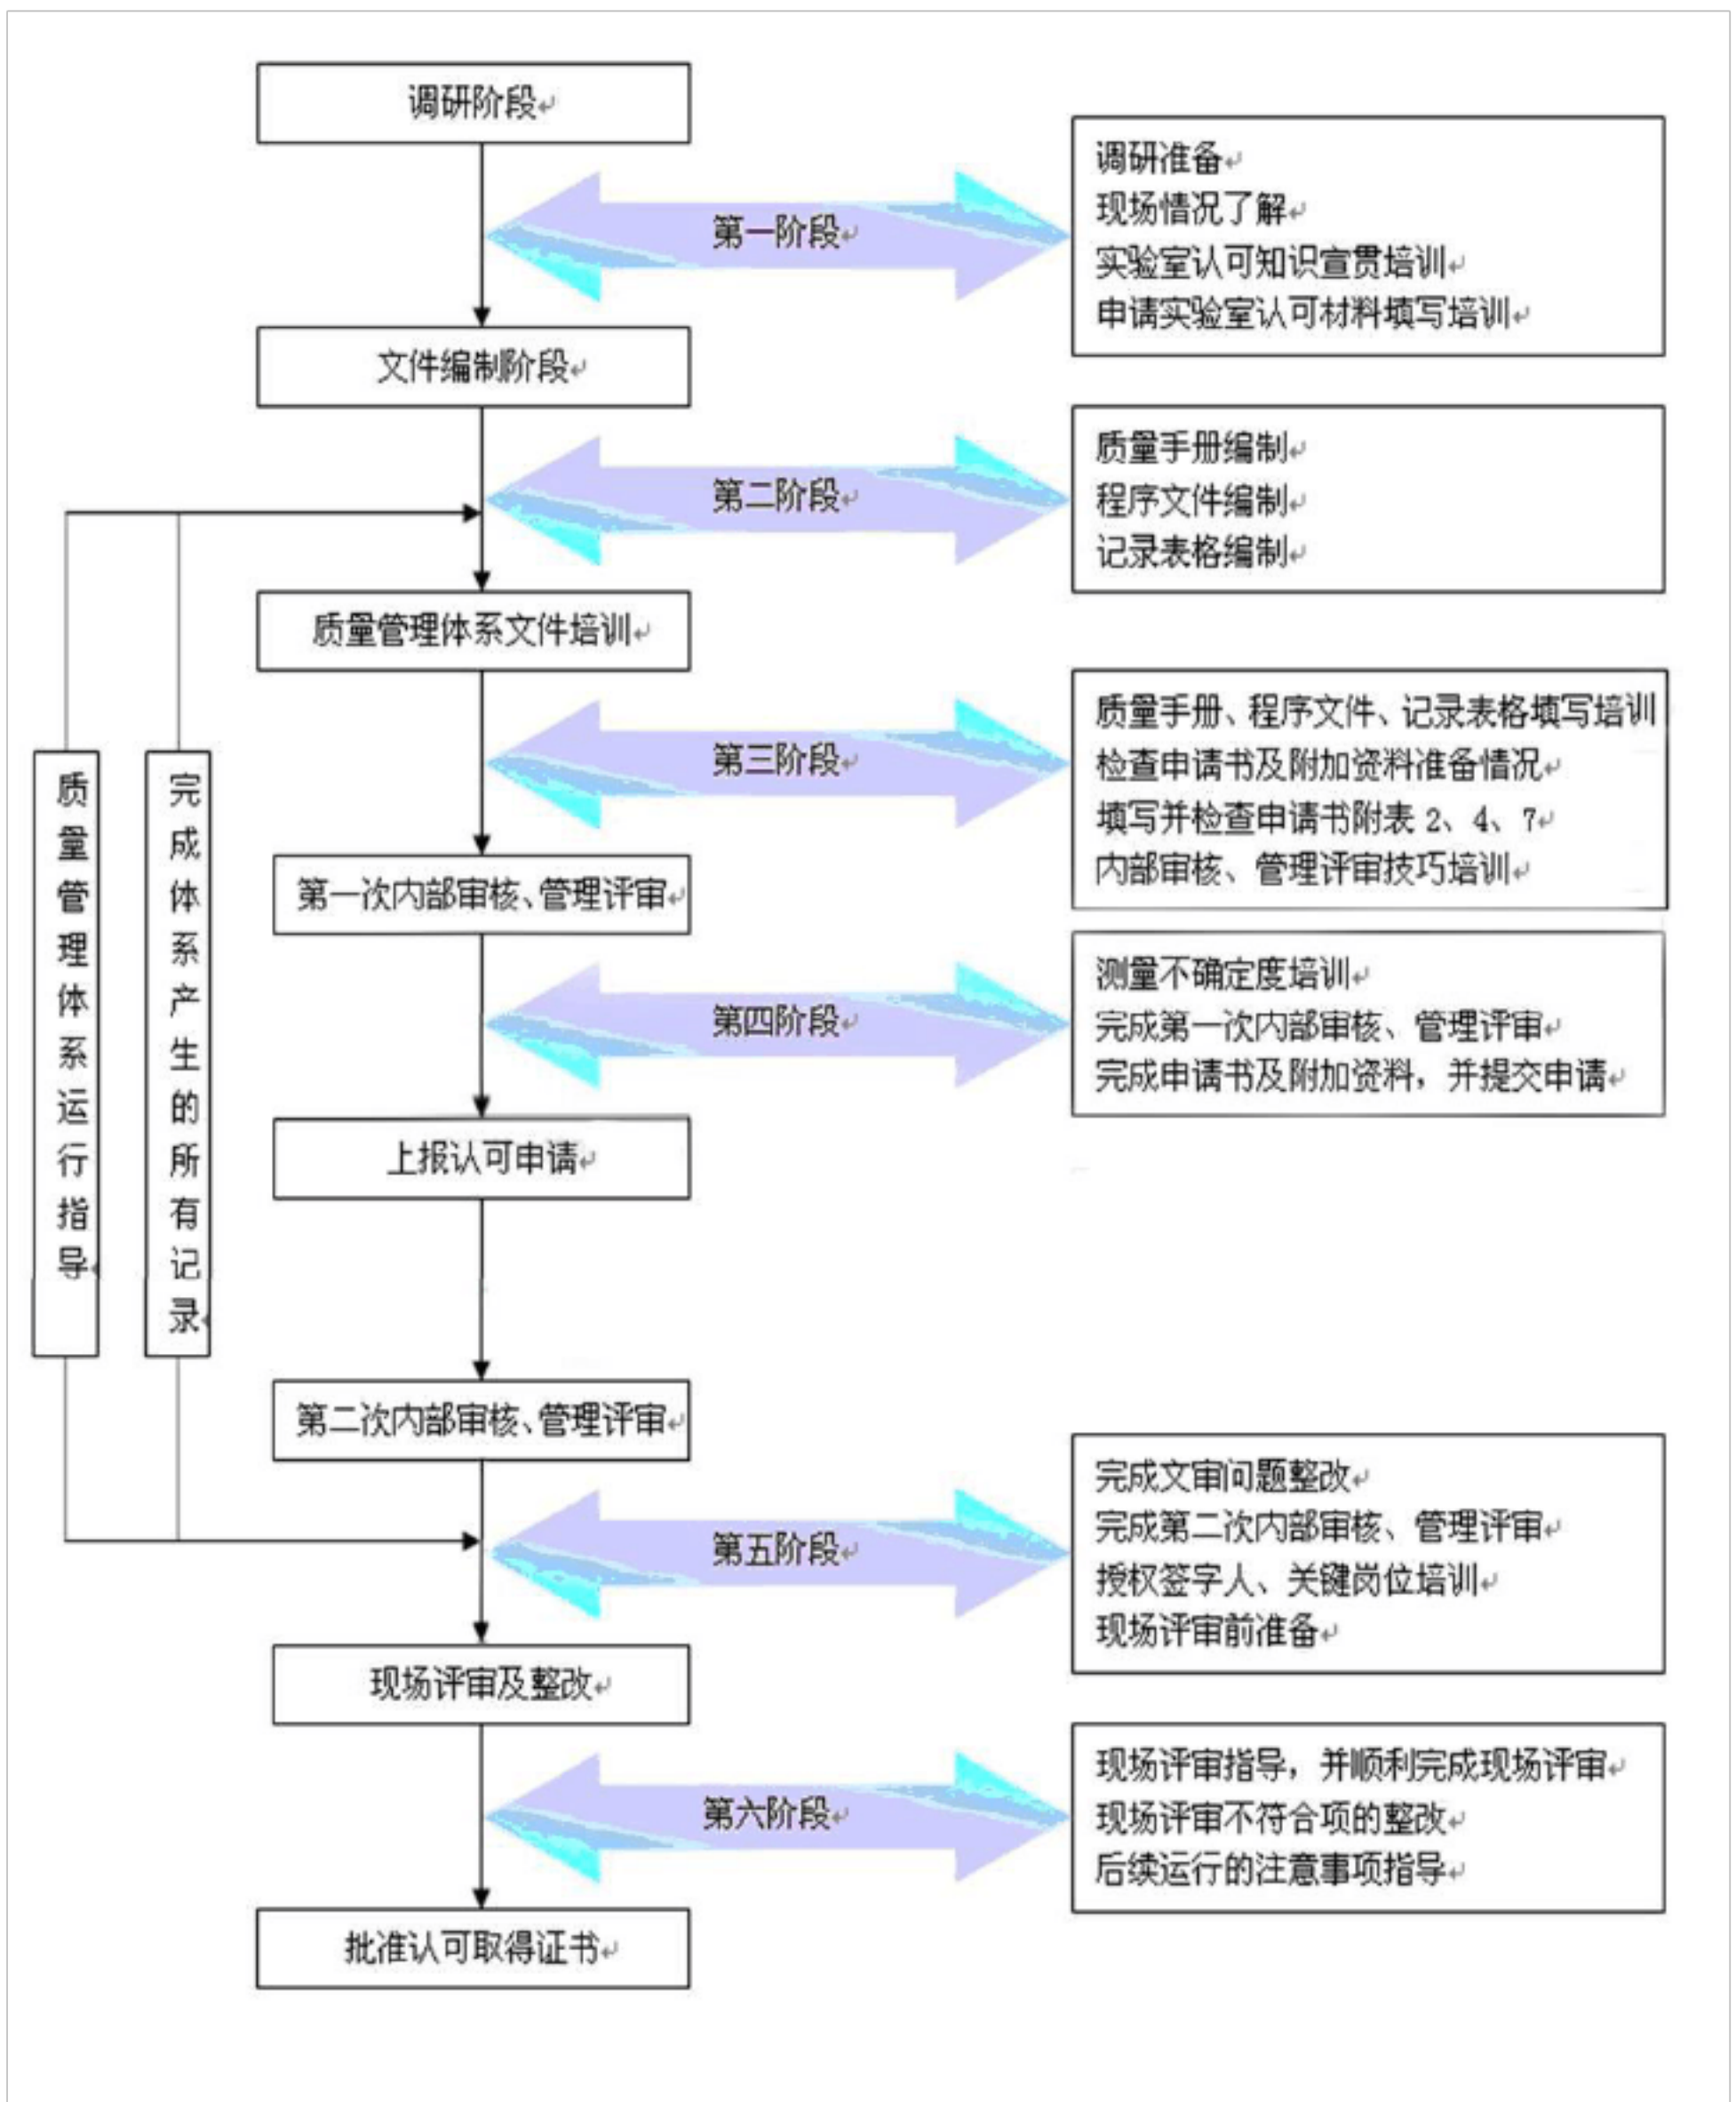 调研阶段
第一阶段
调研准备
现场情况了解
实验室认可知识宣贯培训
申请实验室认可材料填写培训
文件编制阶段
第二阶段
质量手册编制
程序文件编制
记录表格编制
质量管理体系文件培训
第三阶段
质量手册、程序文件、记录表格填写培训
检查申请书及附加资料准备情况
填写并检查申请书附表 2、4、7
内部审核、管理评审技巧培训
质量管理体系运行指导
完成体系产生的所有记录
第一次内部审核、管理评审
第四阶段
测量不确定度培训
完成第一次内部审核、管理评审
完成申请书及附加资料，并提交申请
上报认可申请
第二次内部审核、管理评审
第五阶段
完成文审问题整改
完成第二次内部审核、管理评审
授权签字人、关键岗位培训
现场评审前准备
现场评审及整改
第六阶段
现场评审指导，并顺利完成现场评审
现场评审不符合项的整改
后续运行的注意事项指导
批准认可取得证书